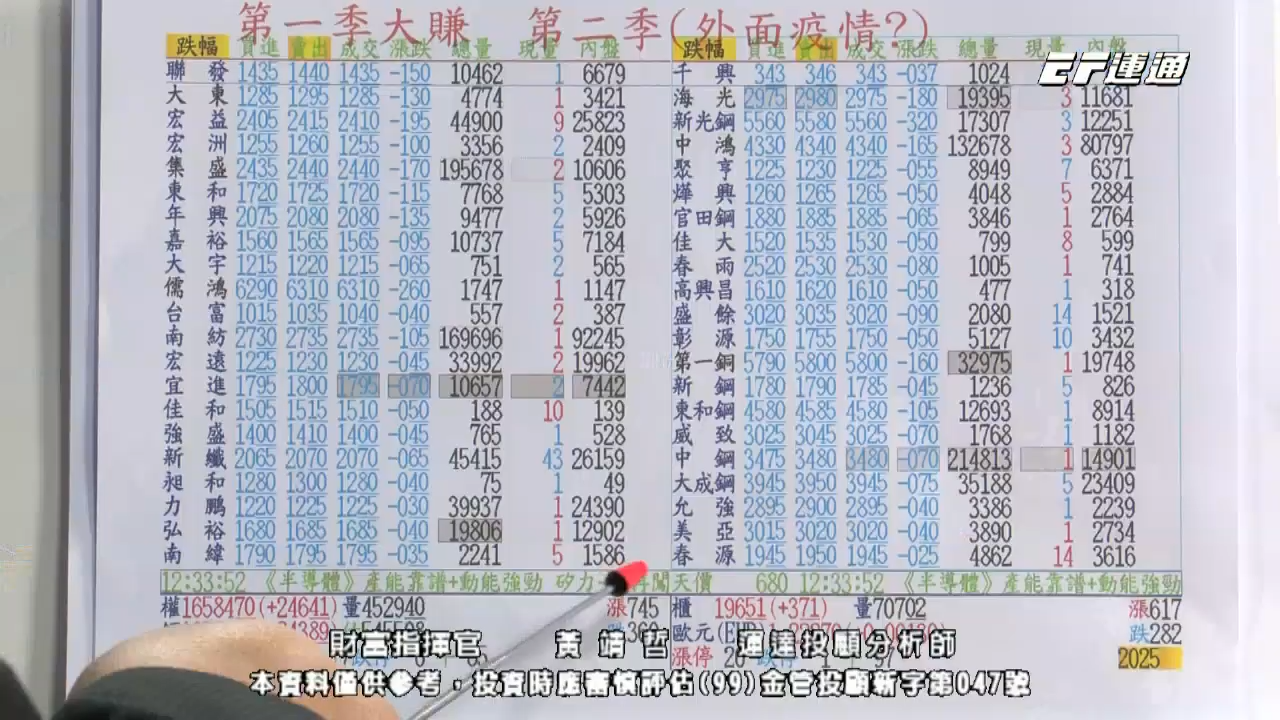 第一季大賺 第二季(外面疫情?)
EF運通
跌幅 買進 賣出 成交 漲跌 總量 現量 內盤
聯發 1435 1440 1435 -150 10462 1 6679
大東 1285 1295 1285 -130 4774 1 3421
宏益 2405 2415 2410 -195 44900 9 25823
宏洲 1255 1260 1255 -100 3356 2 2409
集盛 2435 2440 2440 -170 195678 2 10606
東和 1720 1725 1720 -115 7768 5 5303
年興 2075 2080 2080 -135 9477 2 5926
嘉裕 1560 1565 1565 -095 10737 5 7184
大宇 1215 1220 1215 -065 751 2 565
儒鴻 6290 6310 6310 -260 1747 1 1147
台富 1015 1035 1040 -040 557 2 387
南紡 2730 2735 2735 -105 169696 1 92245
宏遠 1225 1230 1230 -045 33992 2 19962
宜進 1795 1800 1795 -070 10657 2 7442
佳和 1505 1515 1510 -050 188 10 139
強盛 1400 1410 1400 -045 765 1 528
新纖 2065 2070 2070 -065 45415 43 26159
昶和 1280 1300 1280 -040 75 1 49
力鵬 1220 1225 1225 -035 39937 1 24390
弘裕 1680 1685 1685 -040 19806 1 12902
南緯 1790 1795 1795 -035 2241 5 1586
跌幅 買進 賣出 成交 漲跌 總量 現量 內盤
千興 343 346 343 -037 1024
海光 2975 2980 2975 -180 19395 3 11681
新光鋼 5560 5580 5560 -320 17307 3 12251
中鴻 4330 4340 4340 -165 132678 3 80797
聚亨 1225 1230 1225 -055 8949 7 6371
燁興 1260 1265 1265 -050 4048 5 2884
官田鋼 1880 1885 1885 -065 3846 1 2764
佳大 1520 1535 1530 -050 799 8 599
春雨 2520 2530 2530 -080 1005 1 741
高興昌 1610 1620 1610 -050 477 1 318
盛餘 3020 3035 3020 -090 2080 14 1521
彰源 1750 1755 1750 -050 5127 10 3432
第一銅 5790 5800 5800 -160 32975 1 19748
新鋼 1780 1790 1785 -045 1236 5 826
東和鋼 4580 4585 4580 -105 12693 1 8914
威致 3025 3045 3025 -070 1768 1 1182
中鋼 3475 3480 3480 -070 214813 1 14901
大成鋼 3945 3950 3945 -075 35188 5 23409
允強 2895 2900 2895 -040 3386 1 2239
美亞 3015 3020 3020 -040 3890 1 2734
春源 1945 1950 1945 -025 4862 14 3616
12:33:52 《半導體》產能靠譜+動能強勁 矽力 天價 680 12:33:52 《半導體》產能靠譜+動能強勁
權1658470(+24641) 量452940 漲745 櫃 19651(+371) 量70702 漲617
歐元 跌282
漲停 2025
財富指揮官 黃靖哲 運達投顧分析師
本資料僅供參考,投資時應審慎評估(99)金管投顧新字第047號